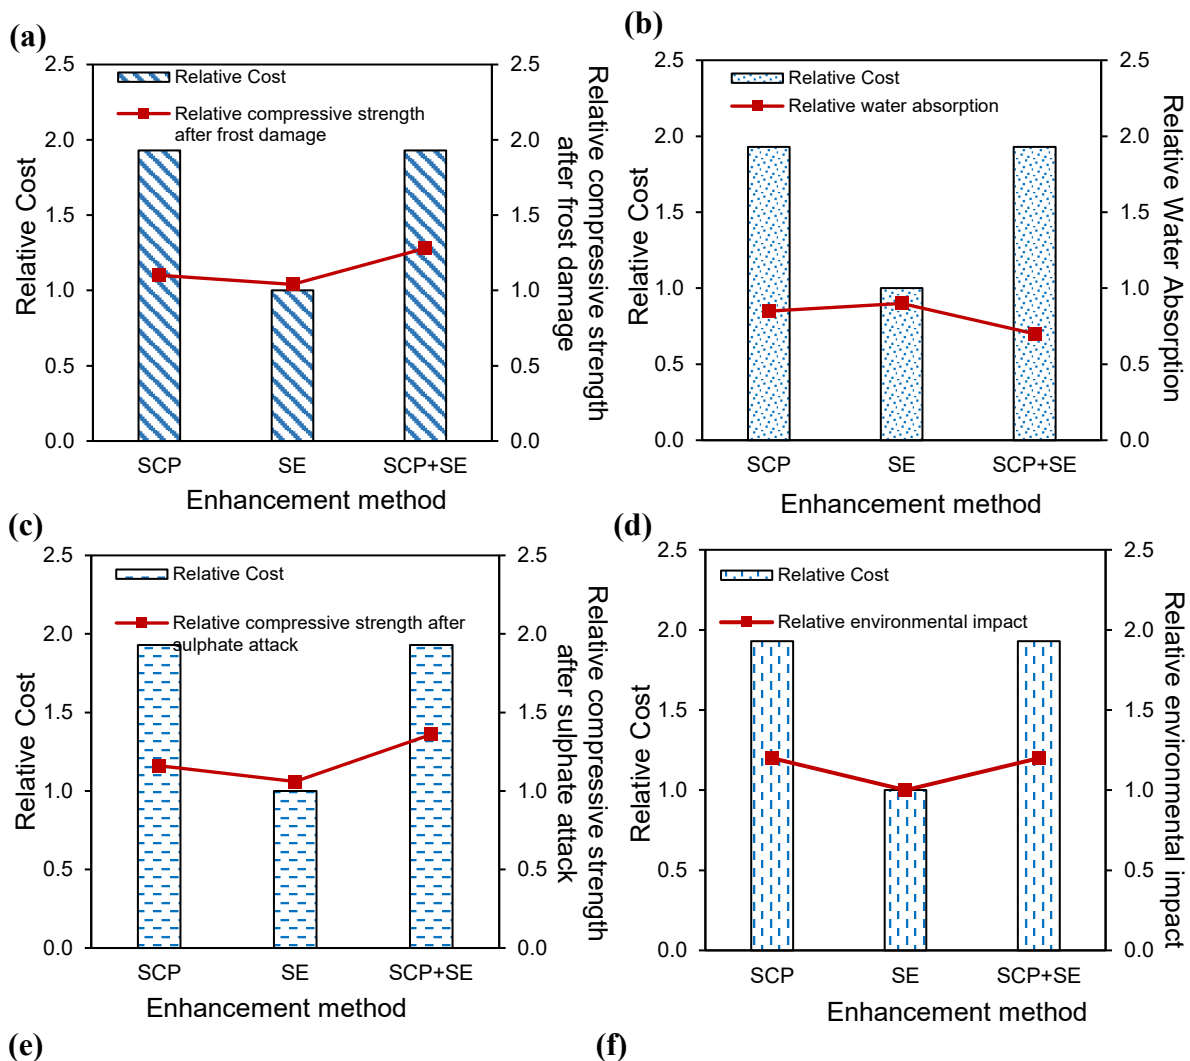 (a)
2.5
2.0
1.5
1.0
0.5
0.0
Relative Cost
Relative Cost
Relative compressive strength
after frost damage
2.5
2.0
1.5
1.0
0.5
0.0
Relative compressive strength
after frost damage
SCP SE SCP+SE
Enhancement method
(b)
2.5
2.0
1.5
1.0
0.5
0.0
Relative Cost
Relative Cost
Relative water absorption
2.5
2.0
1.5
1.0
0.5
0.0
Relative Water Absorption
SCP SE SCP+SE
Enhancement method
(c)
2.5
2.0
1.5
1.0
0.5
0.0
Relative Cost
Relative Cost
Relative compressive strength after
sulphate attack
2.5
2.0
1.5
1.0
0.5
0.0
Relative compressive strength
after sulphate attack
SCP SE SCP+SE
Enhancement method
(d)
2.5
2.0
1.5
1.0
0.5
0.0
Relative Cost
Relative Cost
Relative environmental impact
2.5
2.0
1.5
1.0
0.5
0.0
Relative environmental impact
SCP SE SCP+SE
Enhancement method
(e)
(f)